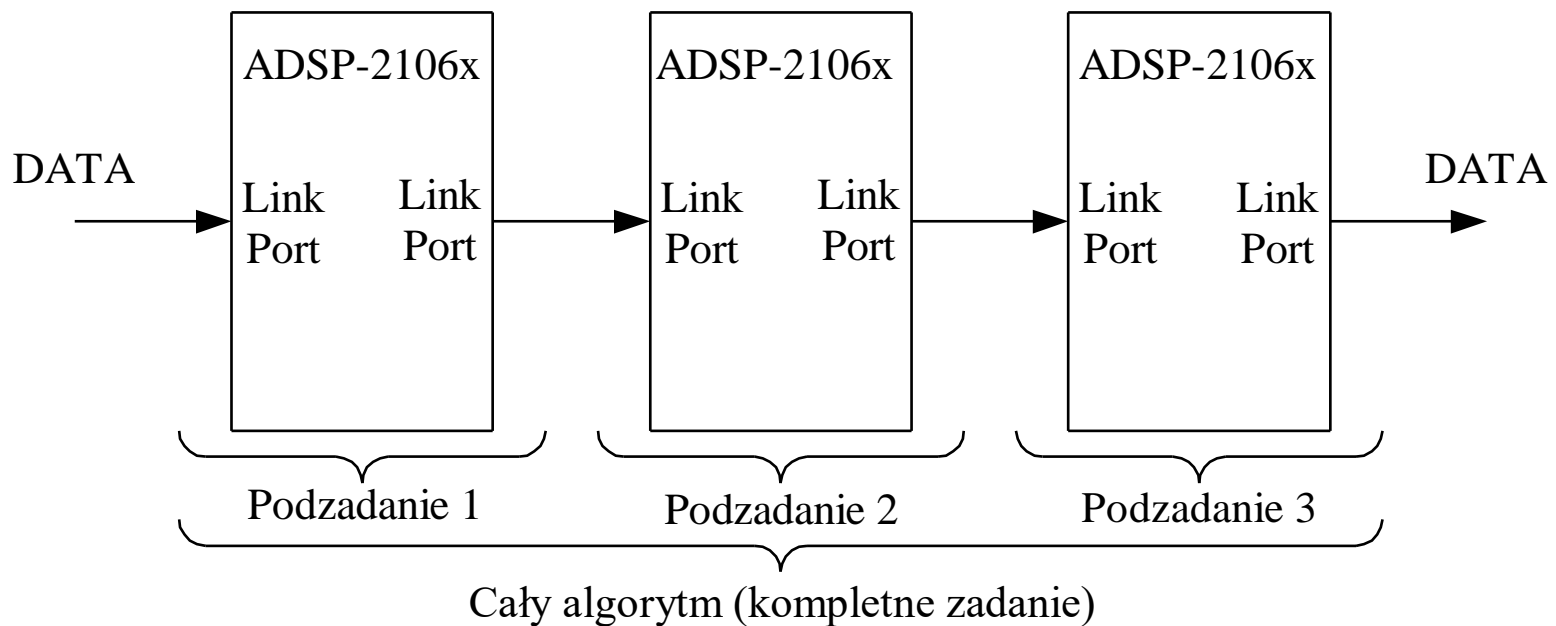 ADSP-2106x
ADSP-2106x
ADSP-2106x
DATA
Link
Port
Link
Port
Link
Port
Link
Port
Link
Port
Link
Port
DATA
Podzadanie 1
Podzadanie 2
Podzadanie 3
Cały algorytm (kompletne zadanie)